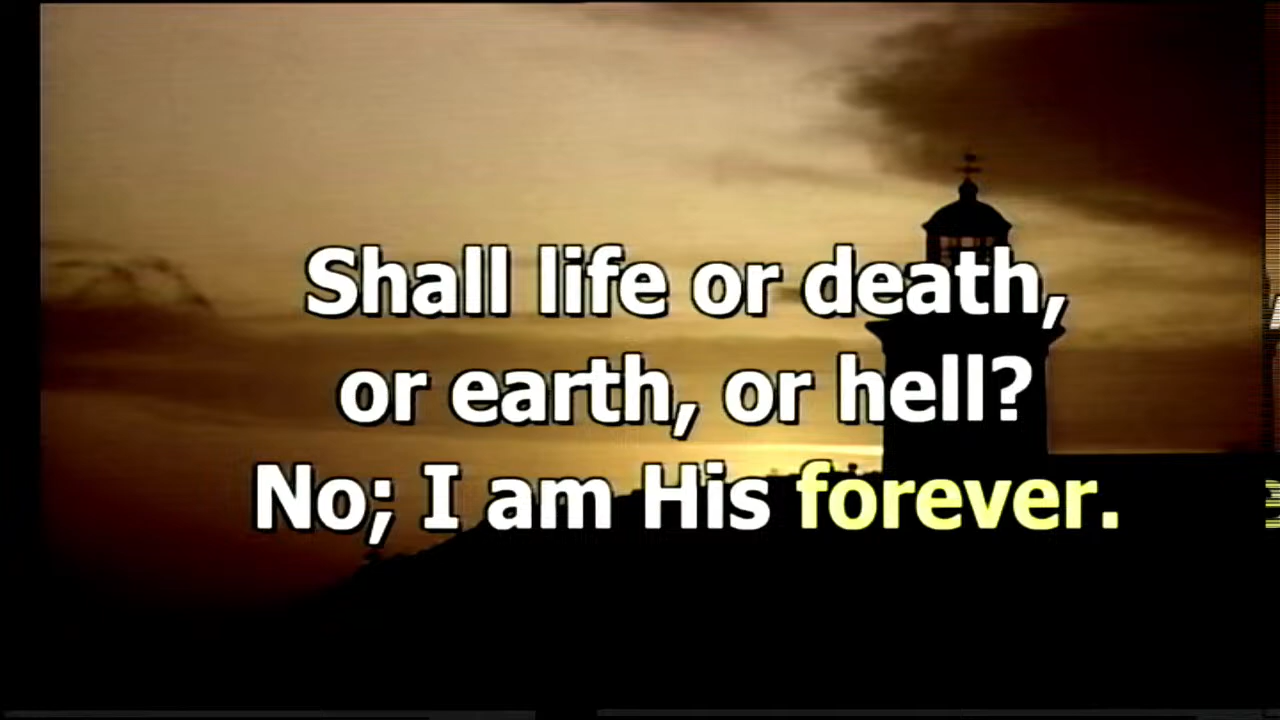 Shall life or death,
or earth, or hell?
No; I am His forever.